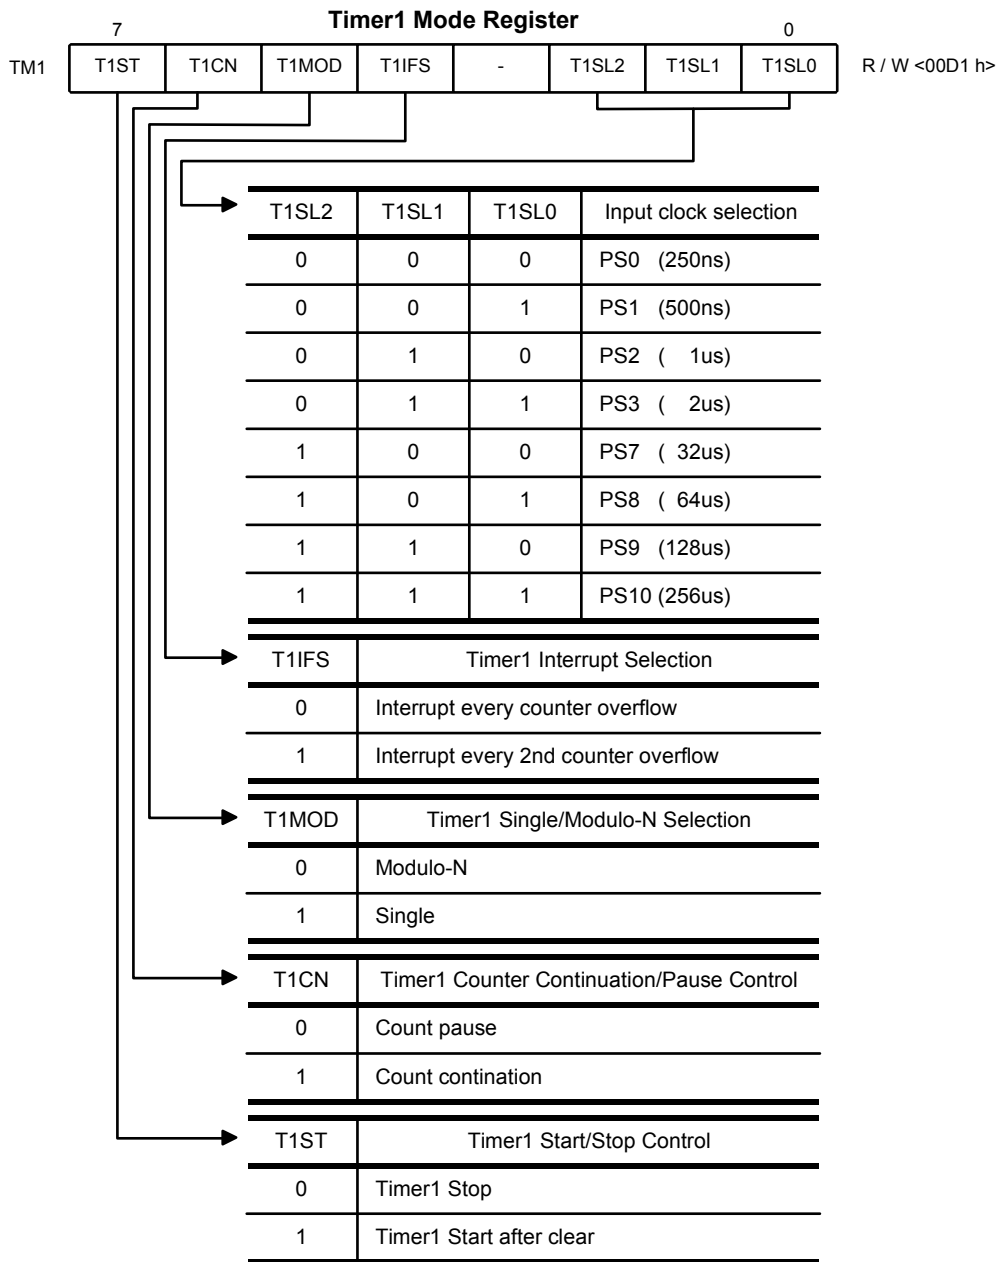 Timer1 Mode Register
7 0
TM1 T1ST T1CN T1MOD T1IFS - T1SL2 T1SL1 T1SL0 R / W <00D1 h>
T1SL2 T1SL1 T1SL0 Input clock selection
0 0 0 PS0 (250ns)
0 0 1 PS1 (500ns)
0 1 0 PS2 ( 1us)
0 1 1 PS3 ( 2us)
1 0 0 PS7 ( 32us)
1 0 1 PS8 ( 64us)
1 1 0 PS9 (128us)
1 1 1 PS10 (256us)
T1IFS Timer1 Interrupt Selection
0 Interrupt every counter overflow
1 Interrupt every 2nd counter overflow
T1MOD Timer1 Single/Modulo-N Selection
0 Modulo-N
1 Single
T1CN Timer1 Counter Continuation/Pause Control
0 Count pause
1 Count contination
T1ST Timer1 Start/Stop Control
0 Timer1 Stop
1 Timer1 Start after clear